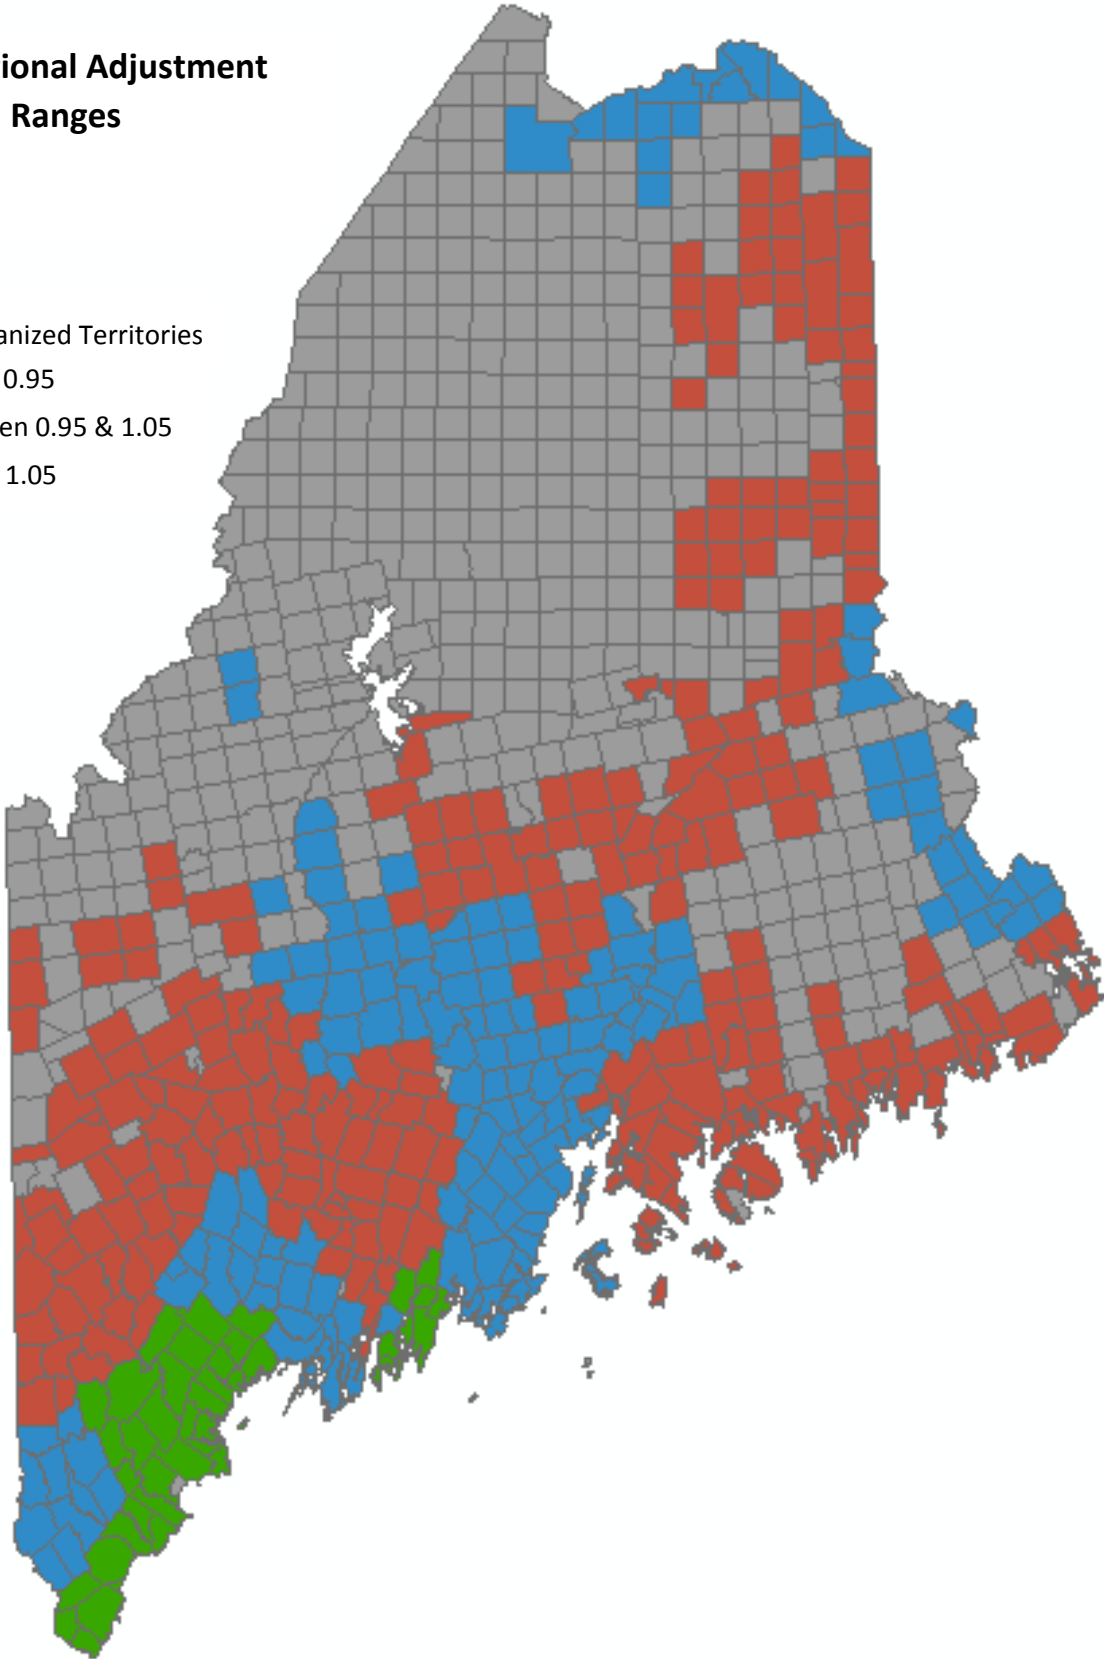 ional Adjustment
Ranges
anized Territories
0.95
en 0.95 & 1.05
1.05